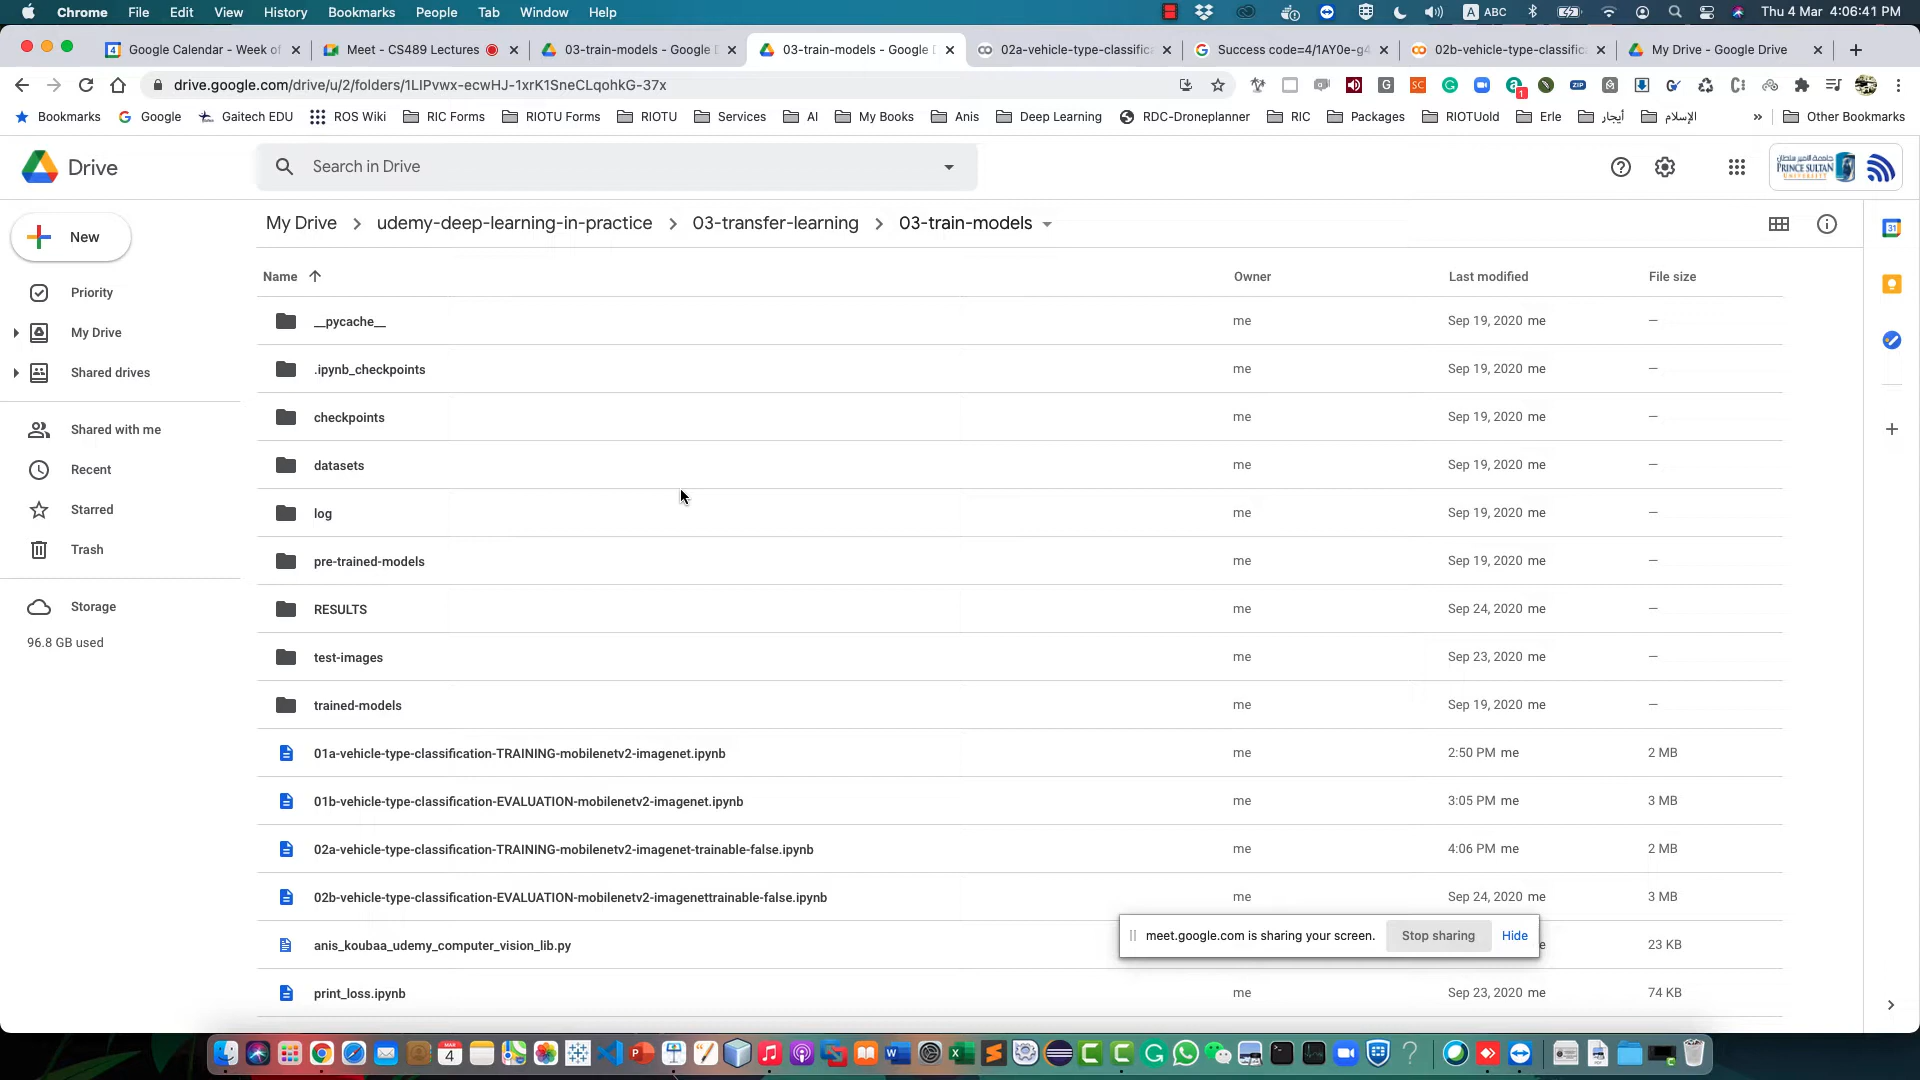 Chrome File Edit View History Bookmarks People Tab Window Help ABC Thu 4 Mar 4:06:41 PM
Google Calendar - Week of Meet - CS489 Lectures 03-train-models - Google D 03-train-models - Google D 02a-vehicle-type-classifica Success code=4/1AY0e-g4 02b-vehicle-type-classific My Drive - Google Drive
drive.google.com/drive/u/2/folders/1LIPvwx-ecwHJ-1xrK1SneCLqohkG-37x
Bookmarks Google Gaitech EDU ROS Wiki RIC Forms RIOTU Forms RIOTU Services AI My Books Anis Deep Learning RDC-Droneplanner RIC Packages RIOTUold Erle أيجار الإسلام » Other Bookmarks
Drive Search in Drive
جامعة الأمير سلطان
PRINCE SULTAN
UNIVERSITY
New
My Drive > udemy-deep-learning-in-practice > 03-transfer-learning > 03-train-models
Name Owner Last modified File size
Priority
My Drive
Shared drives
Shared with me
Recent
Starred
Trash
Storage
96.8 GB used
__pycache__ me Sep 19, 2020 me —
.ipynb_checkpoints me Sep 19, 2020 me —
checkpoints me Sep 19, 2020 me —
datasets me Sep 19, 2020 me —
log me Sep 19, 2020 me —
pre-trained-models me Sep 19, 2020 me —
RESULTS me Sep 24, 2020 me —
test-images me Sep 23, 2020 me —
trained-models me Sep 19, 2020 me —
01a-vehicle-type-classification-TRAINING-mobilenetv2-imagenet.ipynb me 2:50 PM me 2 MB
01b-vehicle-type-classification-EVALUATION-mobilenetv2-imagenet.ipynb me 3:05 PM me 3 MB
02a-vehicle-type-classification-TRAINING-mobilenetv2-imagenet-trainable-false.ipynb me 4:06 PM me 2 MB
02b-vehicle-type-classification-EVALUATION-mobilenetv2-imagenettrainable-false.ipynb me Sep 24, 2020 me 3 MB
anis_koubaa_udemy_computer_vision_lib.py 23 KB
meet.google.com is sharing your screen. Stop sharing Hide
print_loss.ipynb me Sep 23, 2020 me 74 KB